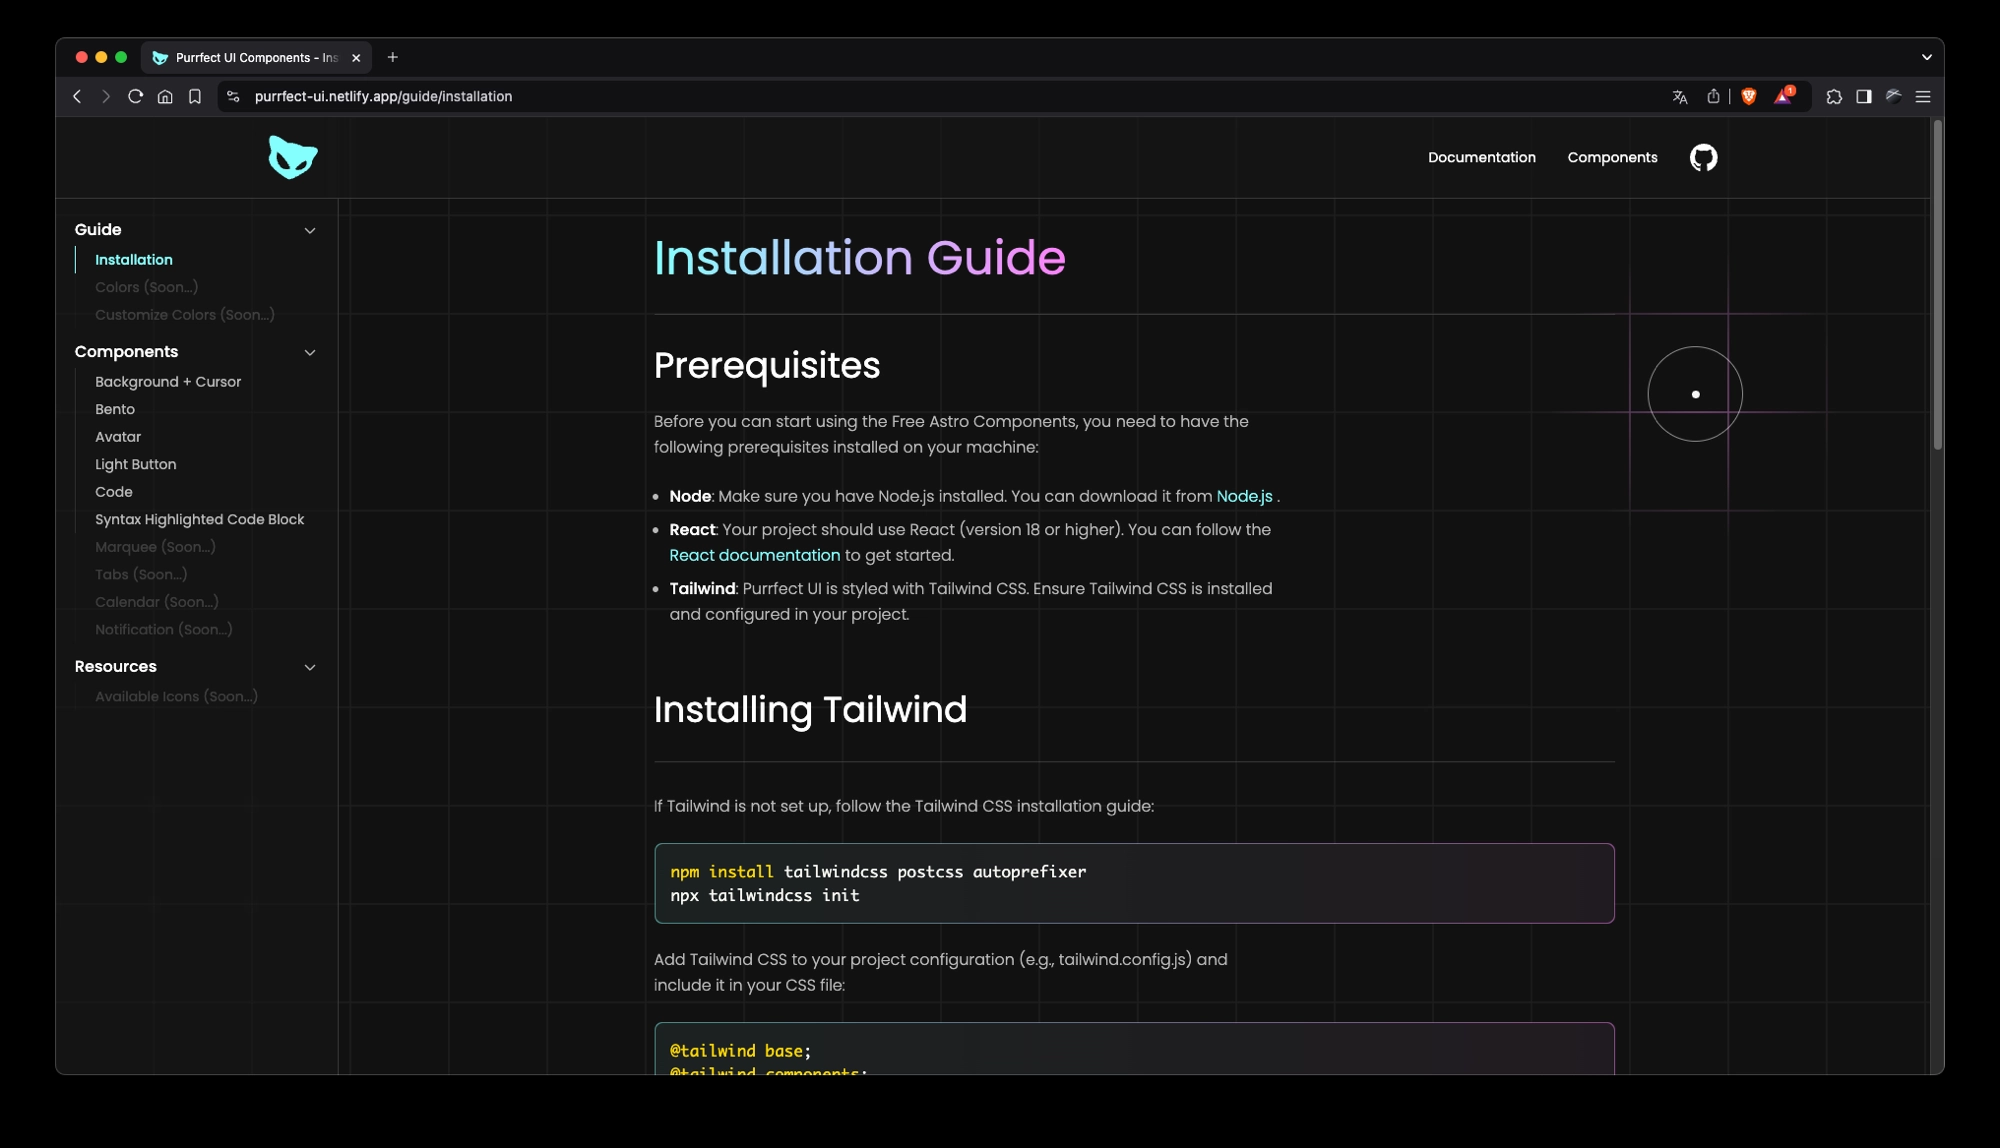 Purrfect UI Components - Ins
purrfect-ui.netlify.app/guide/installation
1
Documentation
Components
Guide
Installation
Colors (Soon...)
Customize Colors (Soon...)
Components
Background + Cursor
Bento
Avatar
Light Button
Code
Syntax Highlighted Code Block
Marquee (Soon...)
Tabs (Soon...)
Calendar (Soon...)
Notification (Soon...)
Resources
Available Icons (Soon...)
Installation Guide
Prerequisites
Before you can start using the Free Astro Components, you need to have the
following prerequisites installed on your machine:
• Node: Make sure you have Node.js installed. You can download it from Node.js .
• React: Your project should use React (version 18 or higher). You can follow the
React documentation to get started.
• Tailwind: Purrfect UI is styled with Tailwind CSS. Ensure Tailwind CSS is installed
and configured in your project.
Installing Tailwind
If Tailwind is not set up, follow the Tailwind CSS installation guide:
npm install tailwindcss postcss autoprefixer
npx tailwindcss init
Add Tailwind CSS to your project configuration (e.g., tailwind.config.js) and
include it in your CSS file:
@tailwind base;
@tailwind components;